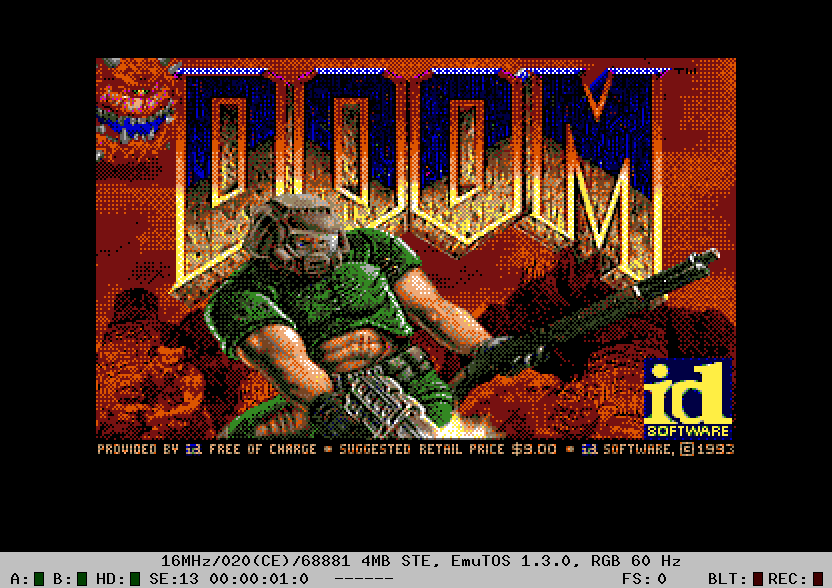 DOOM™
id
SOFTWARE
PROVIDED BY id FREE OF CHARGE • SUGGESTED RETAIL PRICE $9.00 • id SOFTWARE, © 1993
16MHz/020(CE)/68881 4MB STE, EmuTOS 1.3.0, RGB 60 Hz
A: B: HD: SE:13 00:00:01:0 ------ FS: 0 BLT: REC: